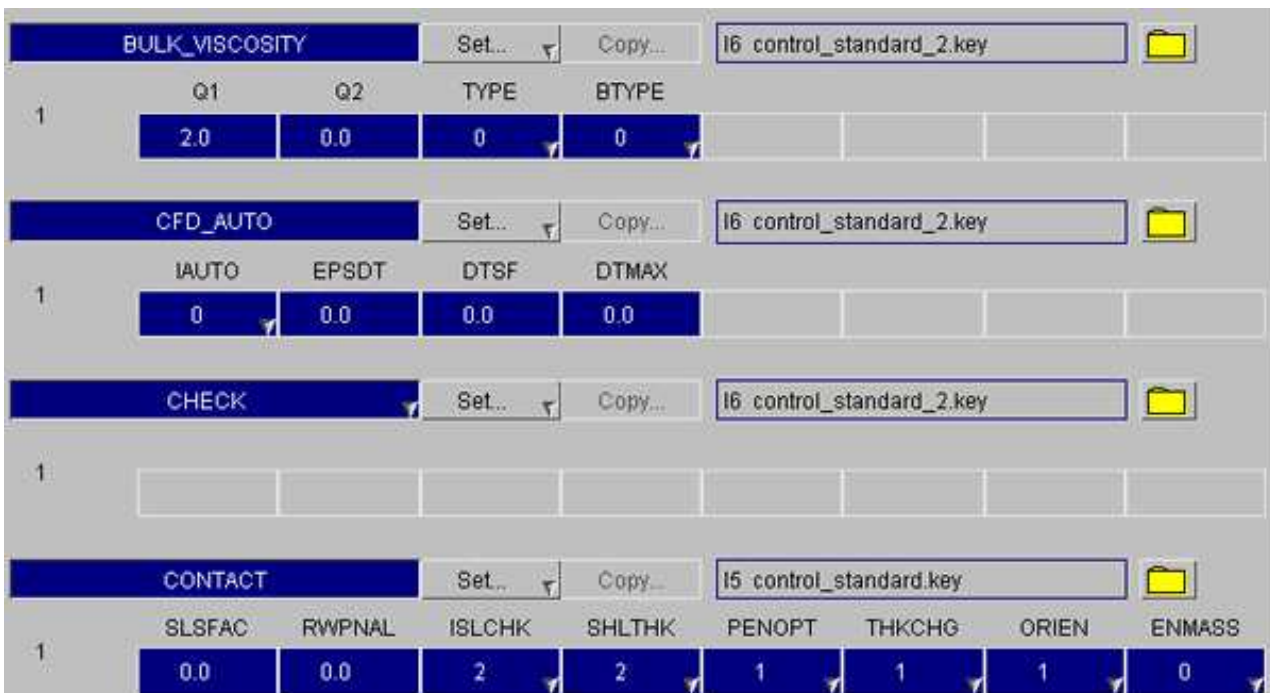 BULK_VISCOSITY Set... Copy... I6 control_standard_2.key
Q1 Q2 TYPE BTYPE
1
2.0 0.0 0 0
CFD_AUTO Set... Copy... I6 control_standard_2.key
IAUTO EPSDT DTSF DTMAX
1
0 0.0 0.0 0.0
CHECK Set... Copy... I6 control_standard_2.key
1
CONTACT Set... Copy... I5 control_standard.key
SLSFAC RWPNAL ISLCHK SHLTHK PENOPT THKCHG ORIEN ENMASS
1
0.0 0.0 2 2 1 1 1 0